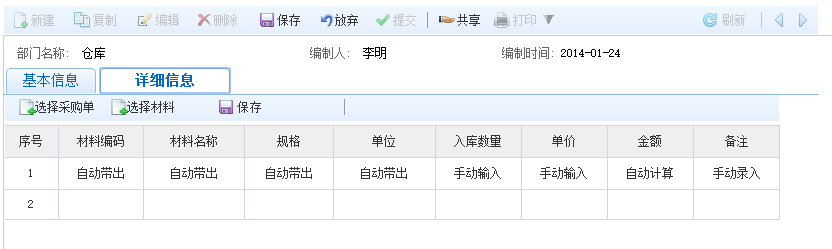 新建 复制 编辑 删除 保存 放弃 提交 共享 打印 刷新
部门名称: 仓库 编制人: 李明 编制时间: 2014-01-24
基本信息 详细信息
选择采购单 选择材料 保存
序号 材料编码 材料名称 规格 单位 入库数量 单价 金额 备注
1 自动带出 自动带出 自动带出 自动带出 手动输入 手动输入 自动计算 手动录入
2